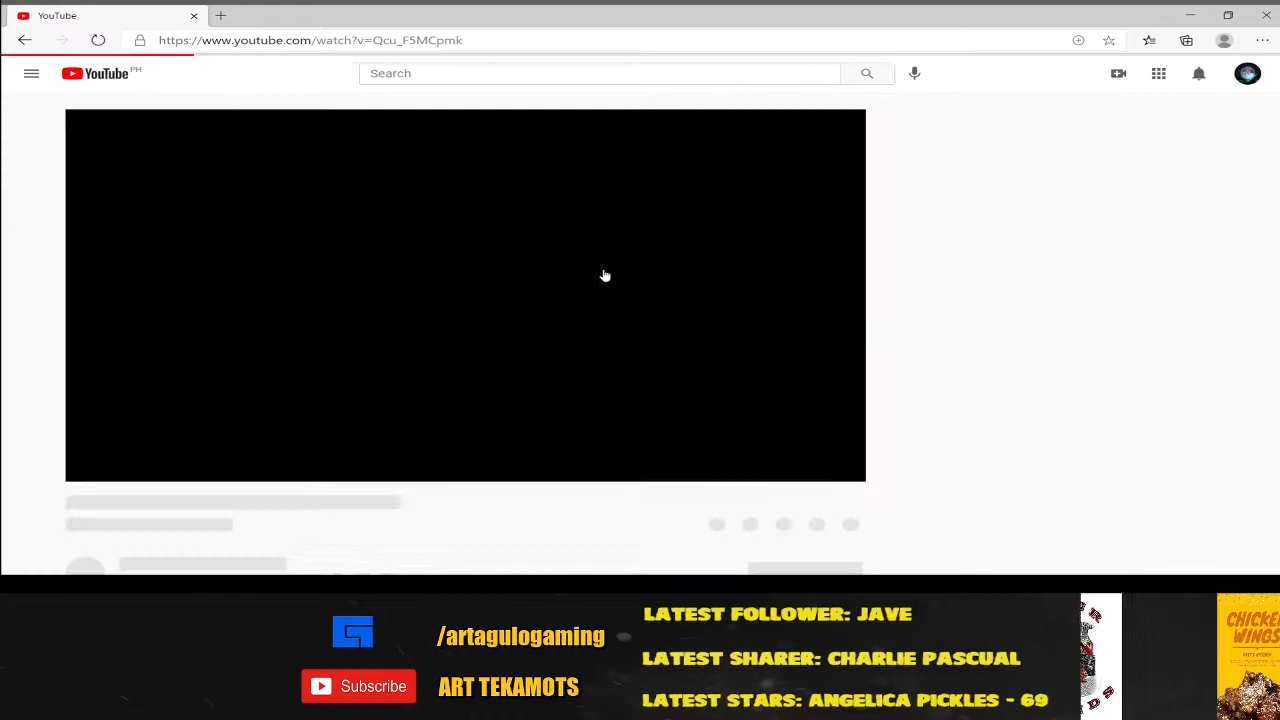 YouTube
https://www.youtube.com/watch?v=Qcu_F5MCpmk
YouTube PH
Search
/artagulogaming
Subscribe
ART TEKAMOTS
LATEST FOLLOWER: JAVE
LATEST SHARER: CHARLIE PASCUAL
LATEST STARS: ANGELICA PICKLES - 69
CHICKEN
WINGS